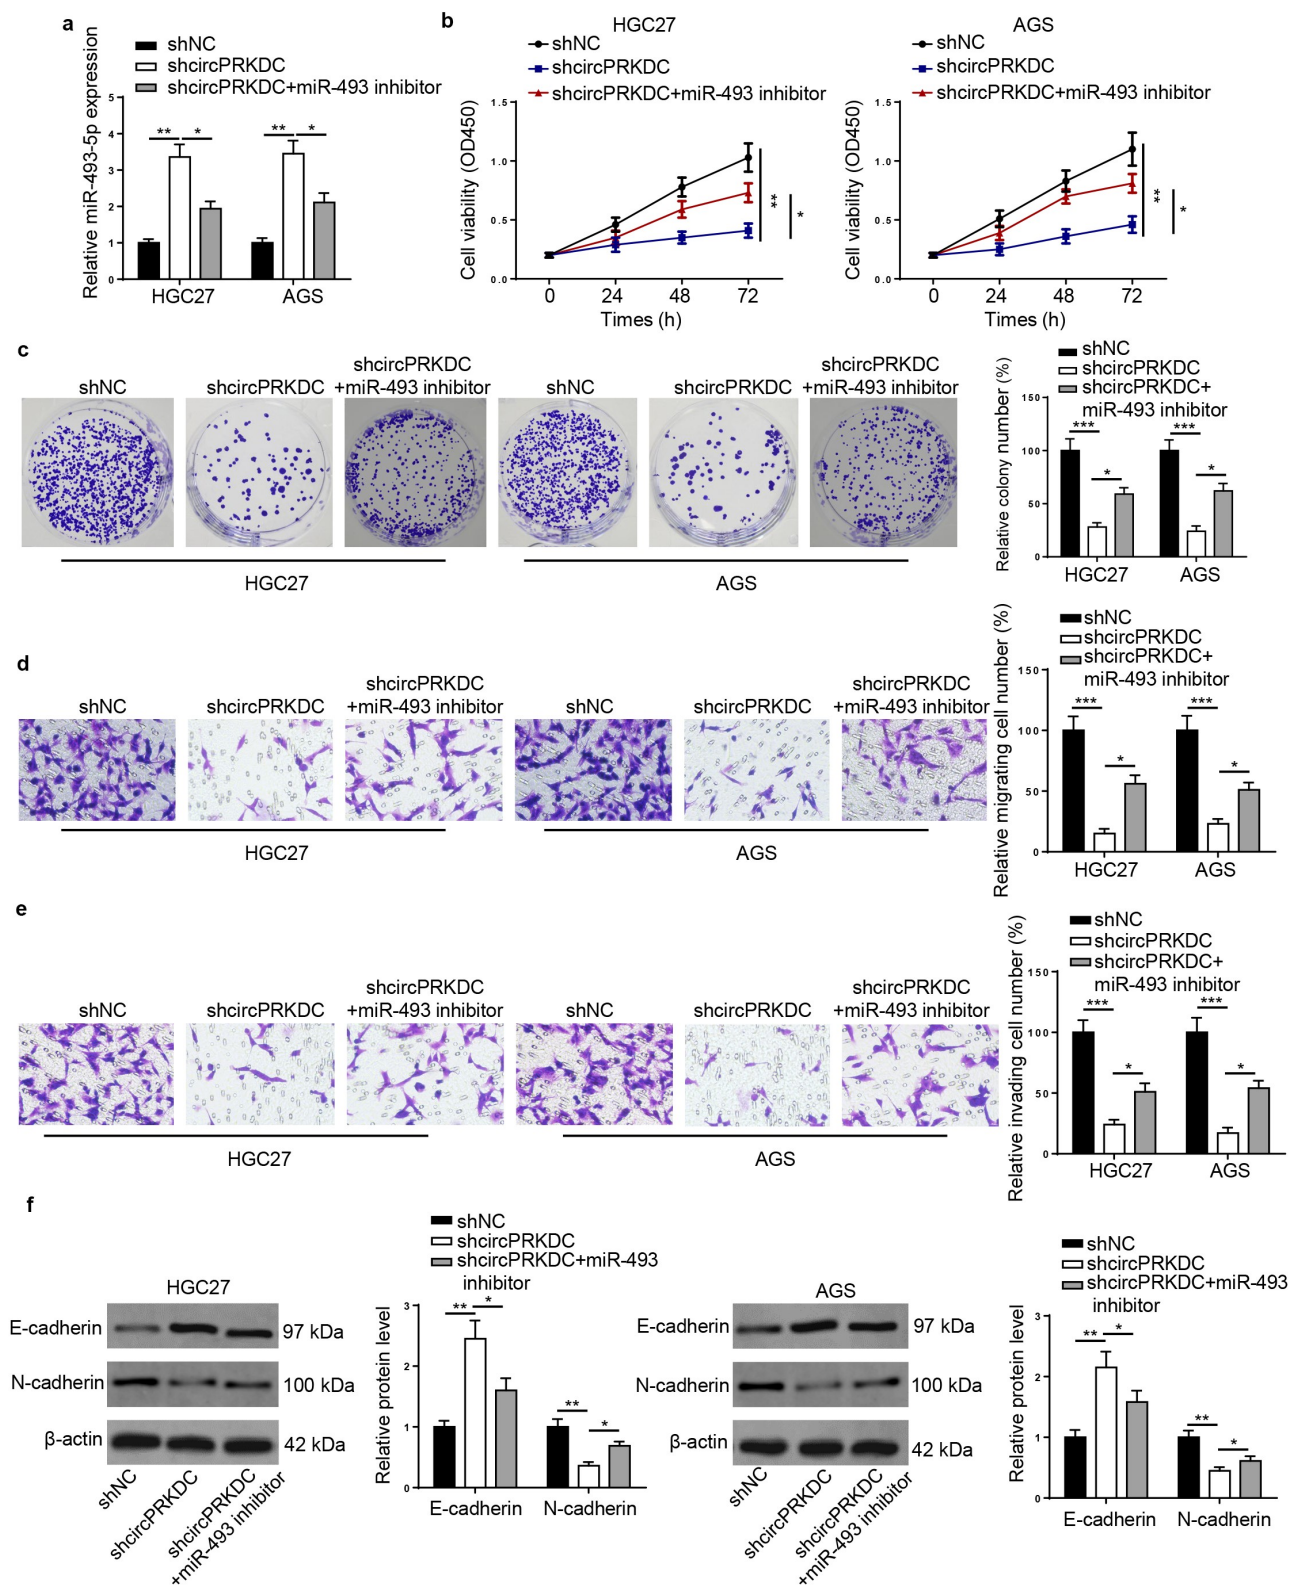 a
Relative miR-493-5p expression
shNC
shcircPRKDC
shcircPRKDC+miR-493 inhibitor
5
4
3
2
1
0
** * ** *
HGC27 AGS
b
HGC27
shNC
shcircPRKDC
shcircPRKDC+miR-493 inhibitor
Cell viability (OD450)
1.5
1.0
0.5
0.0
** *
0 24 48 72
Times (h)
AGS
shNC
shcircPRKDC
shcircPRKDC+miR-493 inhibitor
Cell viability (OD450)
1.5
1.0
0.5
0.0
** *
0 24 48 72
Times (h)
c
shNC shcircPRKDC shcircPRKDC
+miR-493 inhibitor
shNC shcircPRKDC shcircPRKDC
+miR-493 inhibitor
HGC27 AGS
shNC
shcircPRKDC
shcircPRKDC+
miR-493 inhibitor
Relative colony number (%)
150
100
50
0
*** * *** *
HGC27 AGS
d
shNC shcircPRKDC shcircPRKDC
+miR-493 inhibitor
shNC shcircPRKDC shcircPRKDC
+miR-493 inhibitor
HGC27 AGS
shNC
shcircPRKDC
shcircPRKDC+
miR-493 inhibitor
Relative migrating cell number (%)
150
100
50
0
*** * *** *
HGC27 AGS
e
shNC shcircPRKDC shcircPRKDC
+miR-493 inhibitor
shNC shcircPRKDC shcircPRKDC
+miR-493 inhibitor
HGC27 AGS
shNC
shcircPRKDC
shcircPRKDC+
miR-493 inhibitor
Relative invading cell number (%)
150
100
50
0
*** * *** *
HGC27 AGS
f
HGC27
E-cadherin 97 kDa
N-cadherin 100 kDa
β-actin 42 kDa
shNC
shcircPRKDC
shcircPRKDC
+miR-493 inhibitor
shNC
shcircPRKDC
shcircPRKDC+miR-493
inhibitor
Relative protein level
3
2
1
0
** * ** *
E-cadherin N-cadherin
AGS
E-cadherin 97 kDa
N-cadherin 100 kDa
β-actin 42 kDa
shNC
shcircPRKDC
shcircPRKDC
+miR-493 inhibitor
shNC
shcircPRKDC
shcircPRKDC+miR-493
inhibitor
Relative protein level
3
2
1
0
** * ** *
E-cadherin N-cadherin